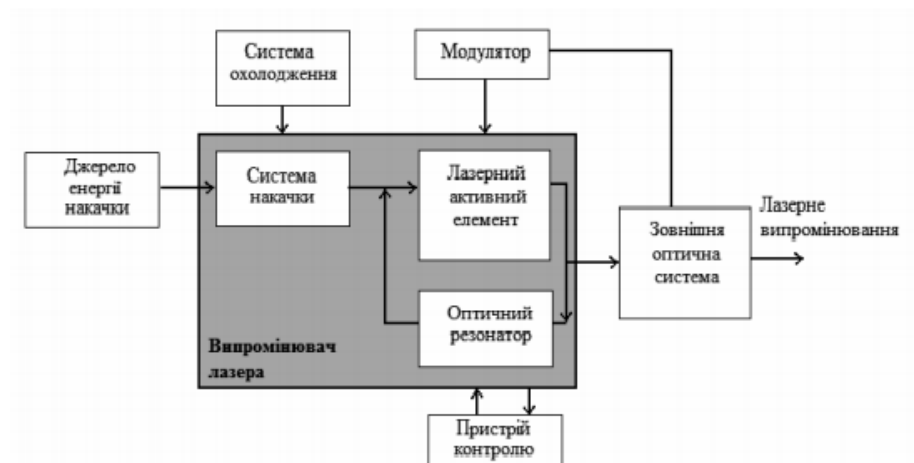 Система
охолодження
Модулятор
Джерело
енергії
накачки
Система
накачки
Лазерний
активний
елемент
Лазерне
випромінювання
Зовнішня
оптична
система
Оптичний
резонатор
Випромінювач
лазера
Пристрій
контролю